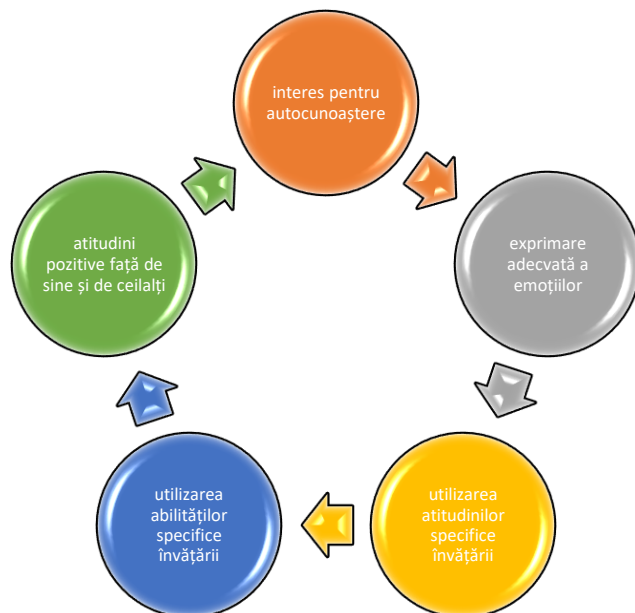 interes pentru
autocunoaștere
exprimare
adecvată a
emoțiilor
utilizarea
atitudinilor
specifice
învățării
utilizarea
abilităților
specifice
învățării
atitudini
pozitive față de
sine și de ceilalți